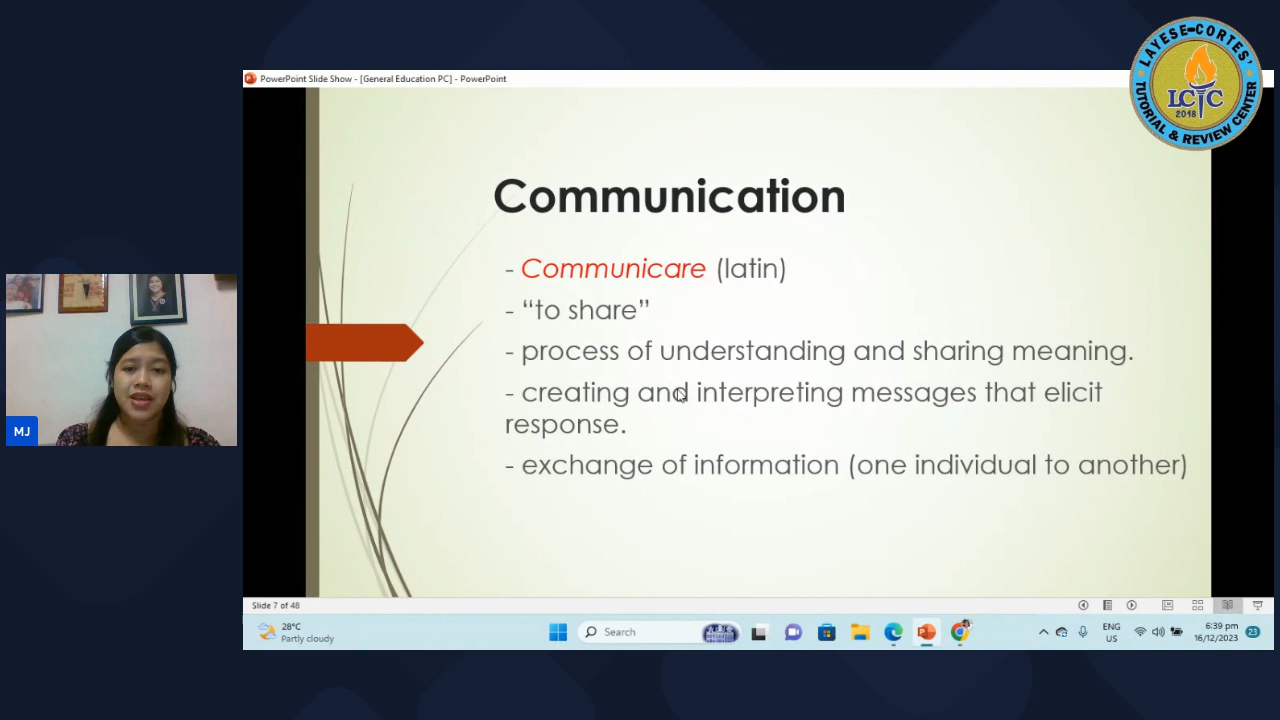 LAYESE-CORTES'
LCTC
2018
TUTORIAL & REVIEW CENTER
PowerPoint Slide Show - [General Education PC] - PowerPoint
Communication
- Communicare (latin)
- “to share”
- process of understanding and sharing meaning.
- creating and interpreting messages that elicit
response.
- exchange of information (one individual to another)
MJ
Slide 7 of 48
28°C
Partly cloudy
Search
ENG
US
6:39 pm
16/12/2023
23